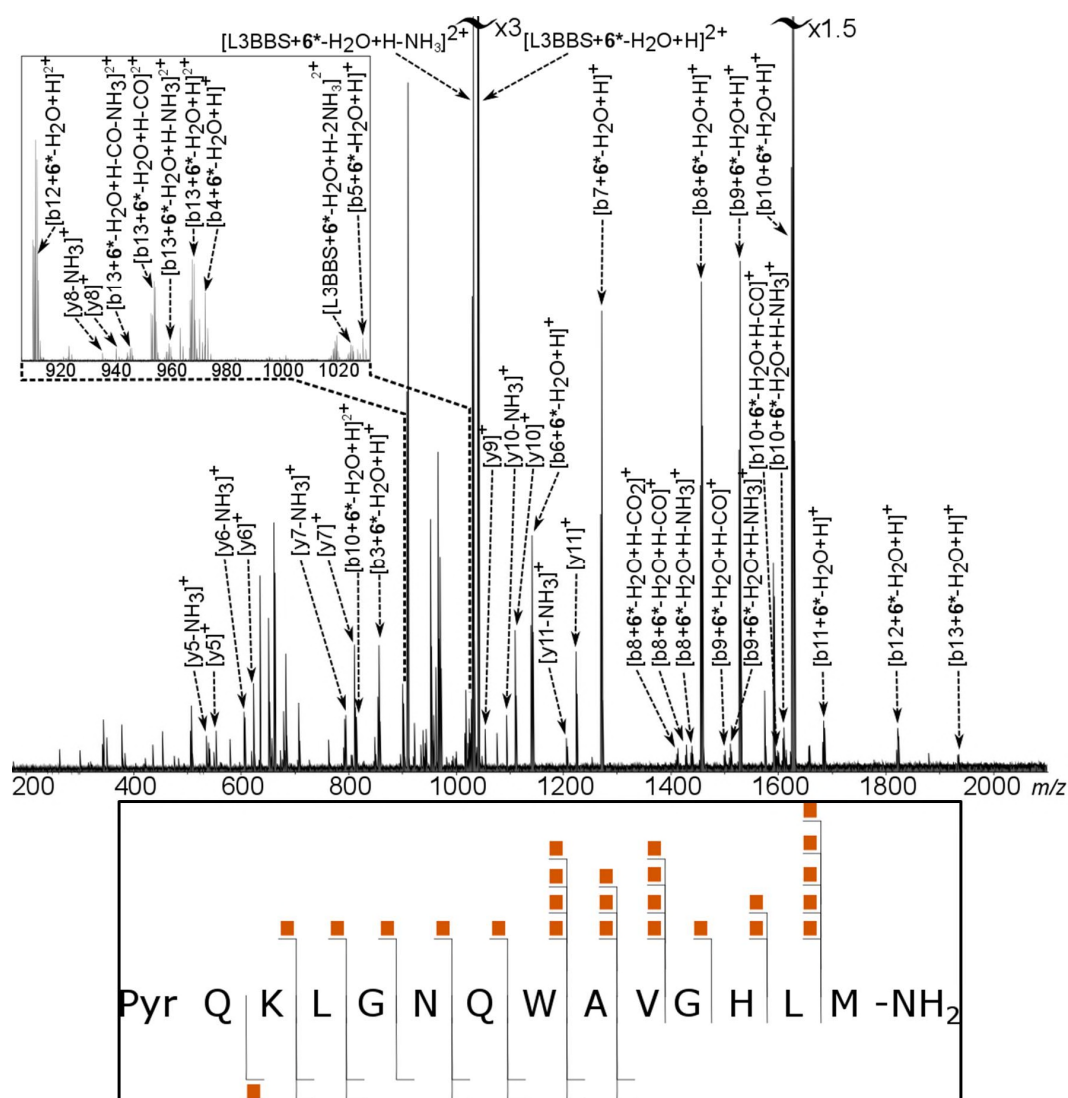 [L3BBS+6*-H2O+H-NH3]2+
x3
[L3BBS+6*-H2O+H]2+
x1.5
[b12+6*-H2O+H]2+
[y8-NH3]+
[y8]+
[b13+6*-H2O+H-CO-NH3]2+
[b13+6*-H2O+H-CO]2+
[b13+6*-H2O+H-NH3]2+
[b13+6*-H2O+H]2+
[b4+6*-H2O+H]+
[L3BBS+6*-H2O+H-2NH3]2+
[b5+6*-H2O+H]+
920 940 960 980 1000 1020
[y5-NH3]+
[y5]+
[y6-NH3]+
[y6]+
[y7-NH3]+
[y7]+
[b10+6*-H2O+H]2+
[b3+6*-H2O+H]+
[y9]+
[y10-NH3]+
[y10]+
[b6+6*-H2O+H]+
[y11-NH3]+
[y11]+
[b7+6*-H2O+H]+
[b8+6*-H2O+H-CO2]+
[b8+6*-H2O+H-CO]+
[b8+6*-H2O+H-NH3]+
[b8+6*-H2O+H]+
[b9+6*-H2O+H-CO]+
[b9+6*-H2O+H-NH3]+
[b9+6*-H2O+H]+
[b10+6*-H2O+H-CO]+
[b10+6*-H2O+H-NH3]+
[b10+6*-H2O+H]+
[b11+6*-H2O+H]+
[b12+6*-H2O+H]+
[b13+6*-H2O+H]+
200 400 600 800 1000 1200 1400 1600 1800 2000 m/z
Pyr Q K L G N Q W A V G H L M -NH2